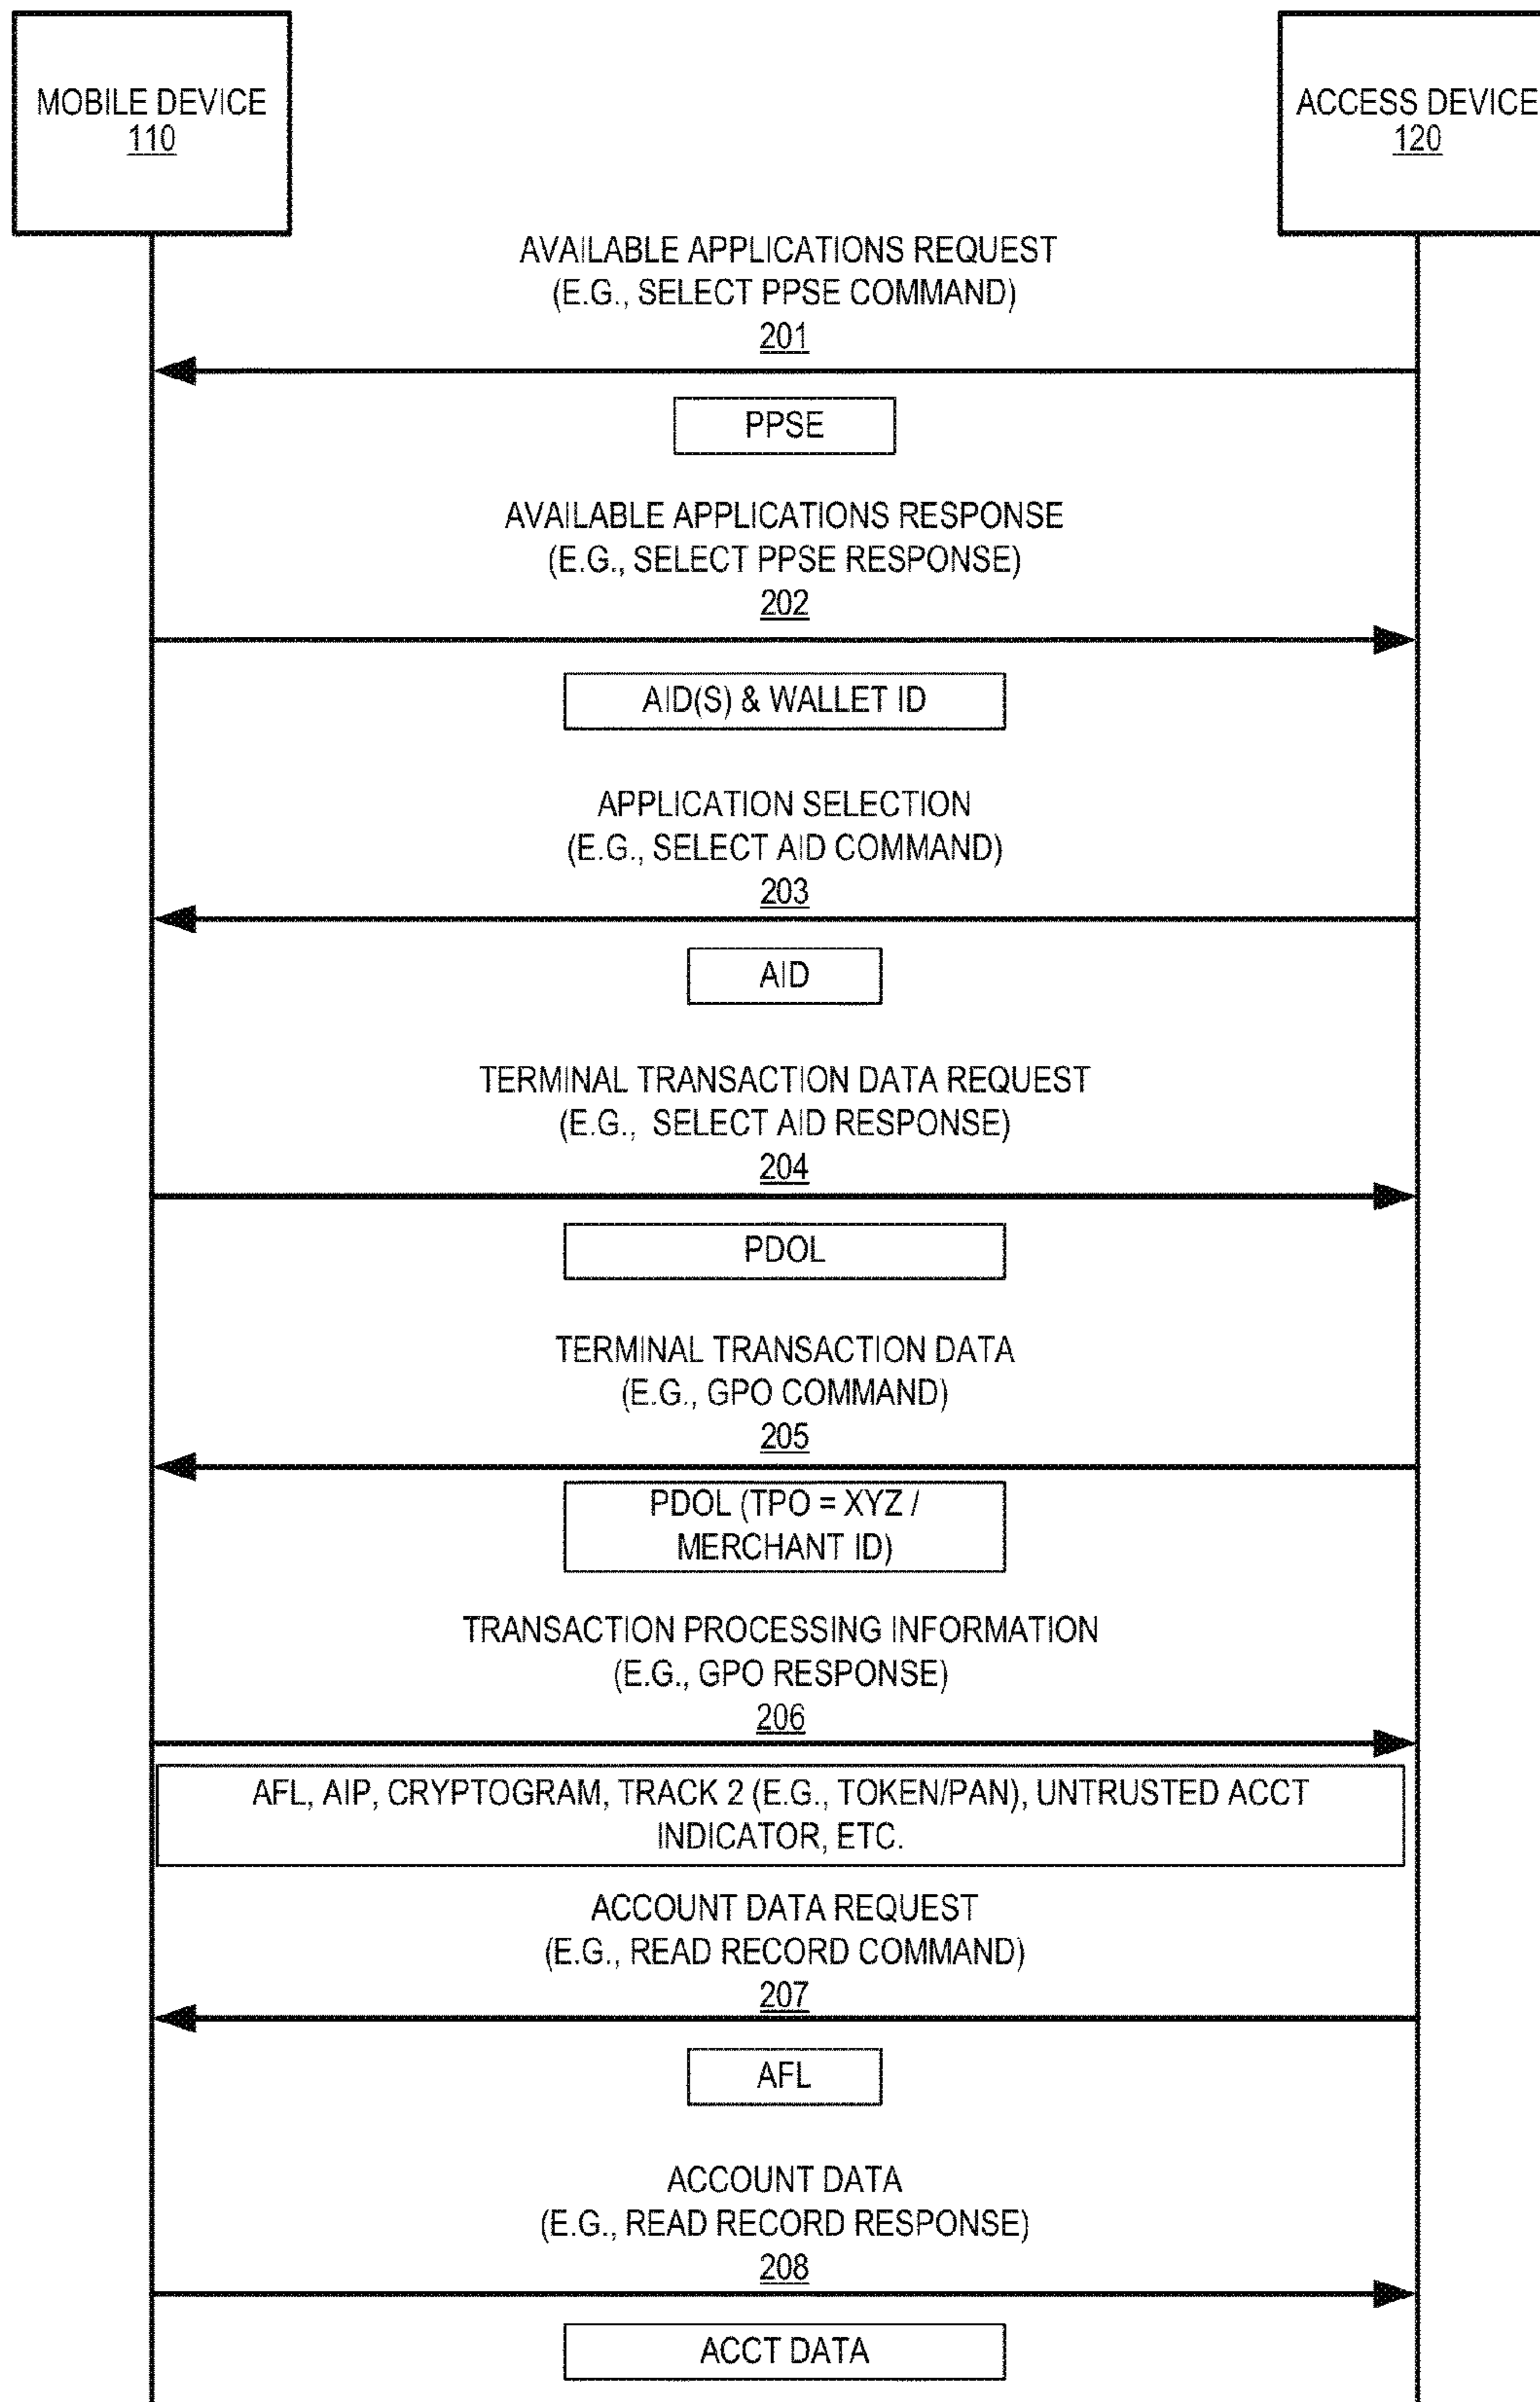 MOBILE DEVICE
110
ACCESS DEVICE
120
AVAILABLE APPLICATIONS REQUEST
(E.G., SELECT PPSE COMMAND)
201
PPSE
AVAILABLE APPLICATIONS RESPONSE
(E.G., SELECT PPSE RESPONSE)
202
AID(S) & WALLET ID
APPLICATION SELECTION
(E.G., SELECT AID COMMAND)
203
AID
TERMINAL TRANSACTION DATA REQUEST
(E.G., SELECT AID RESPONSE)
204
PDOL
TERMINAL TRANSACTION DATA
(E.G., GPO COMMAND)
205
PDOL (TPO = XYZ /
MERCHANT ID)
TRANSACTION PROCESSING INFORMATION
(E.G., GPO RESPONSE)
206
AFL, AIP, CRYPTOGRAM, TRACK 2 (E.G., TOKEN/PAN), UNTRUSTED ACCT
INDICATOR, ETC.
ACCOUNT DATA REQUEST
(E.G., READ RECORD COMMAND)
207
AFL
ACCOUNT DATA
(E.G., READ RECORD RESPONSE)
208
ACCT DATA